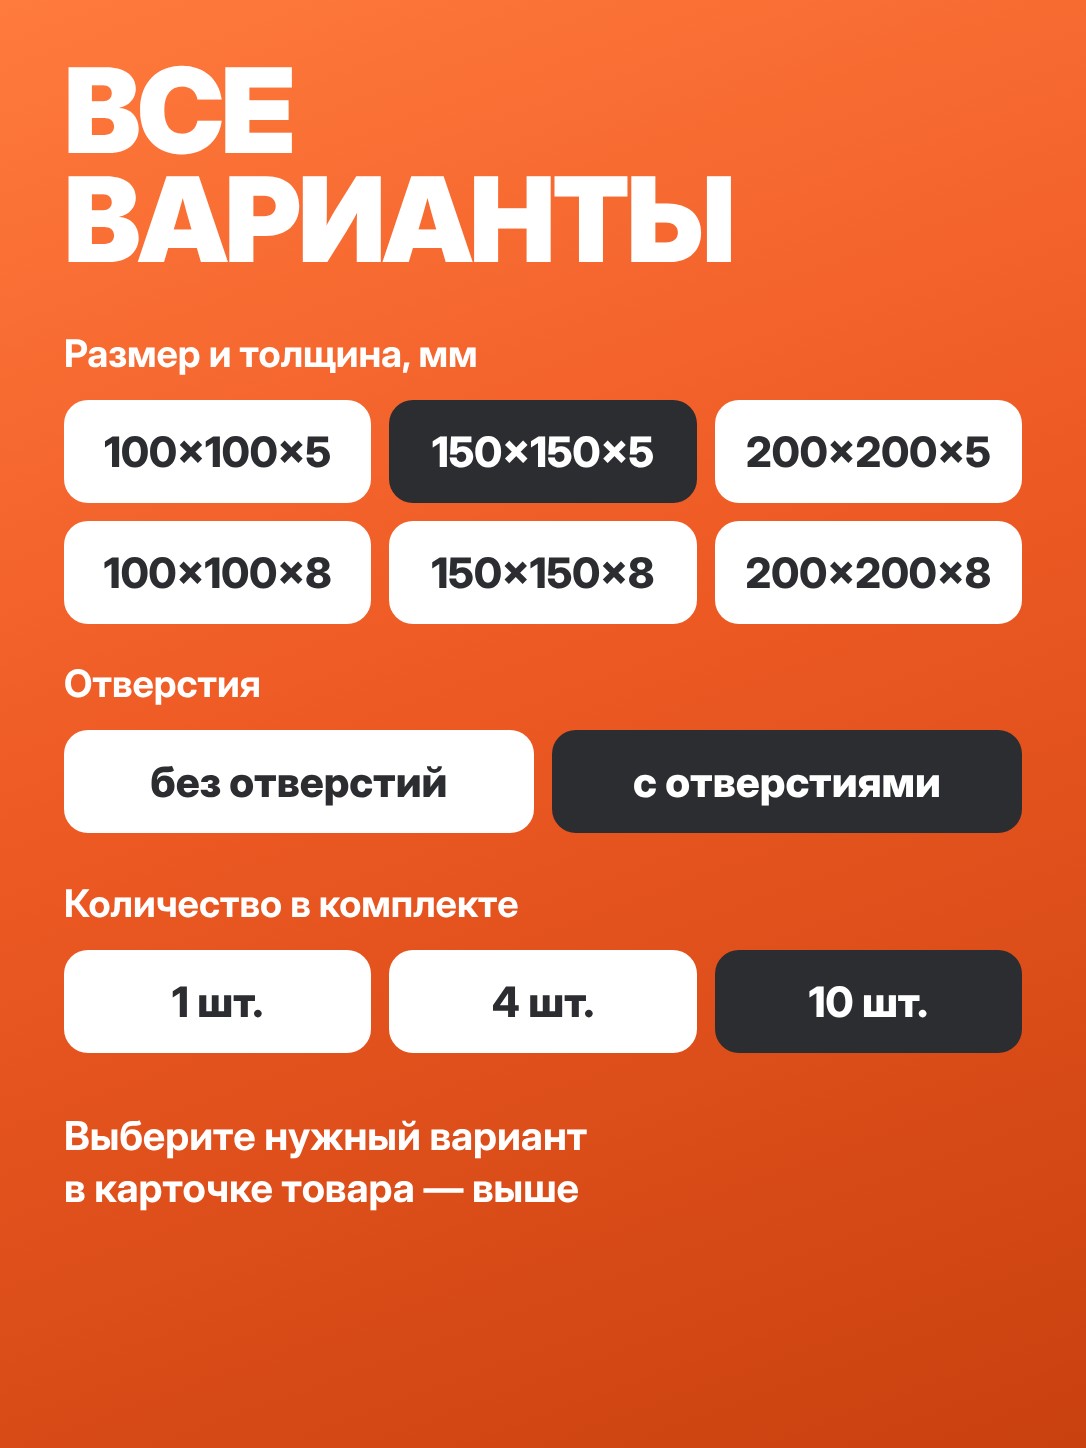 ВСЕ
ВАРИАНТЫ
Размер и толщина, мм
100×100×5
150×150×5
200×200×5
100×100×8
150×150×8
200×200×8
Отверстия
без отверстий
с отверстиями
Количество в комплекте
1 шт.
4 шт.
10 шт.
Выберите нужный вариант
в карточке товара — выше